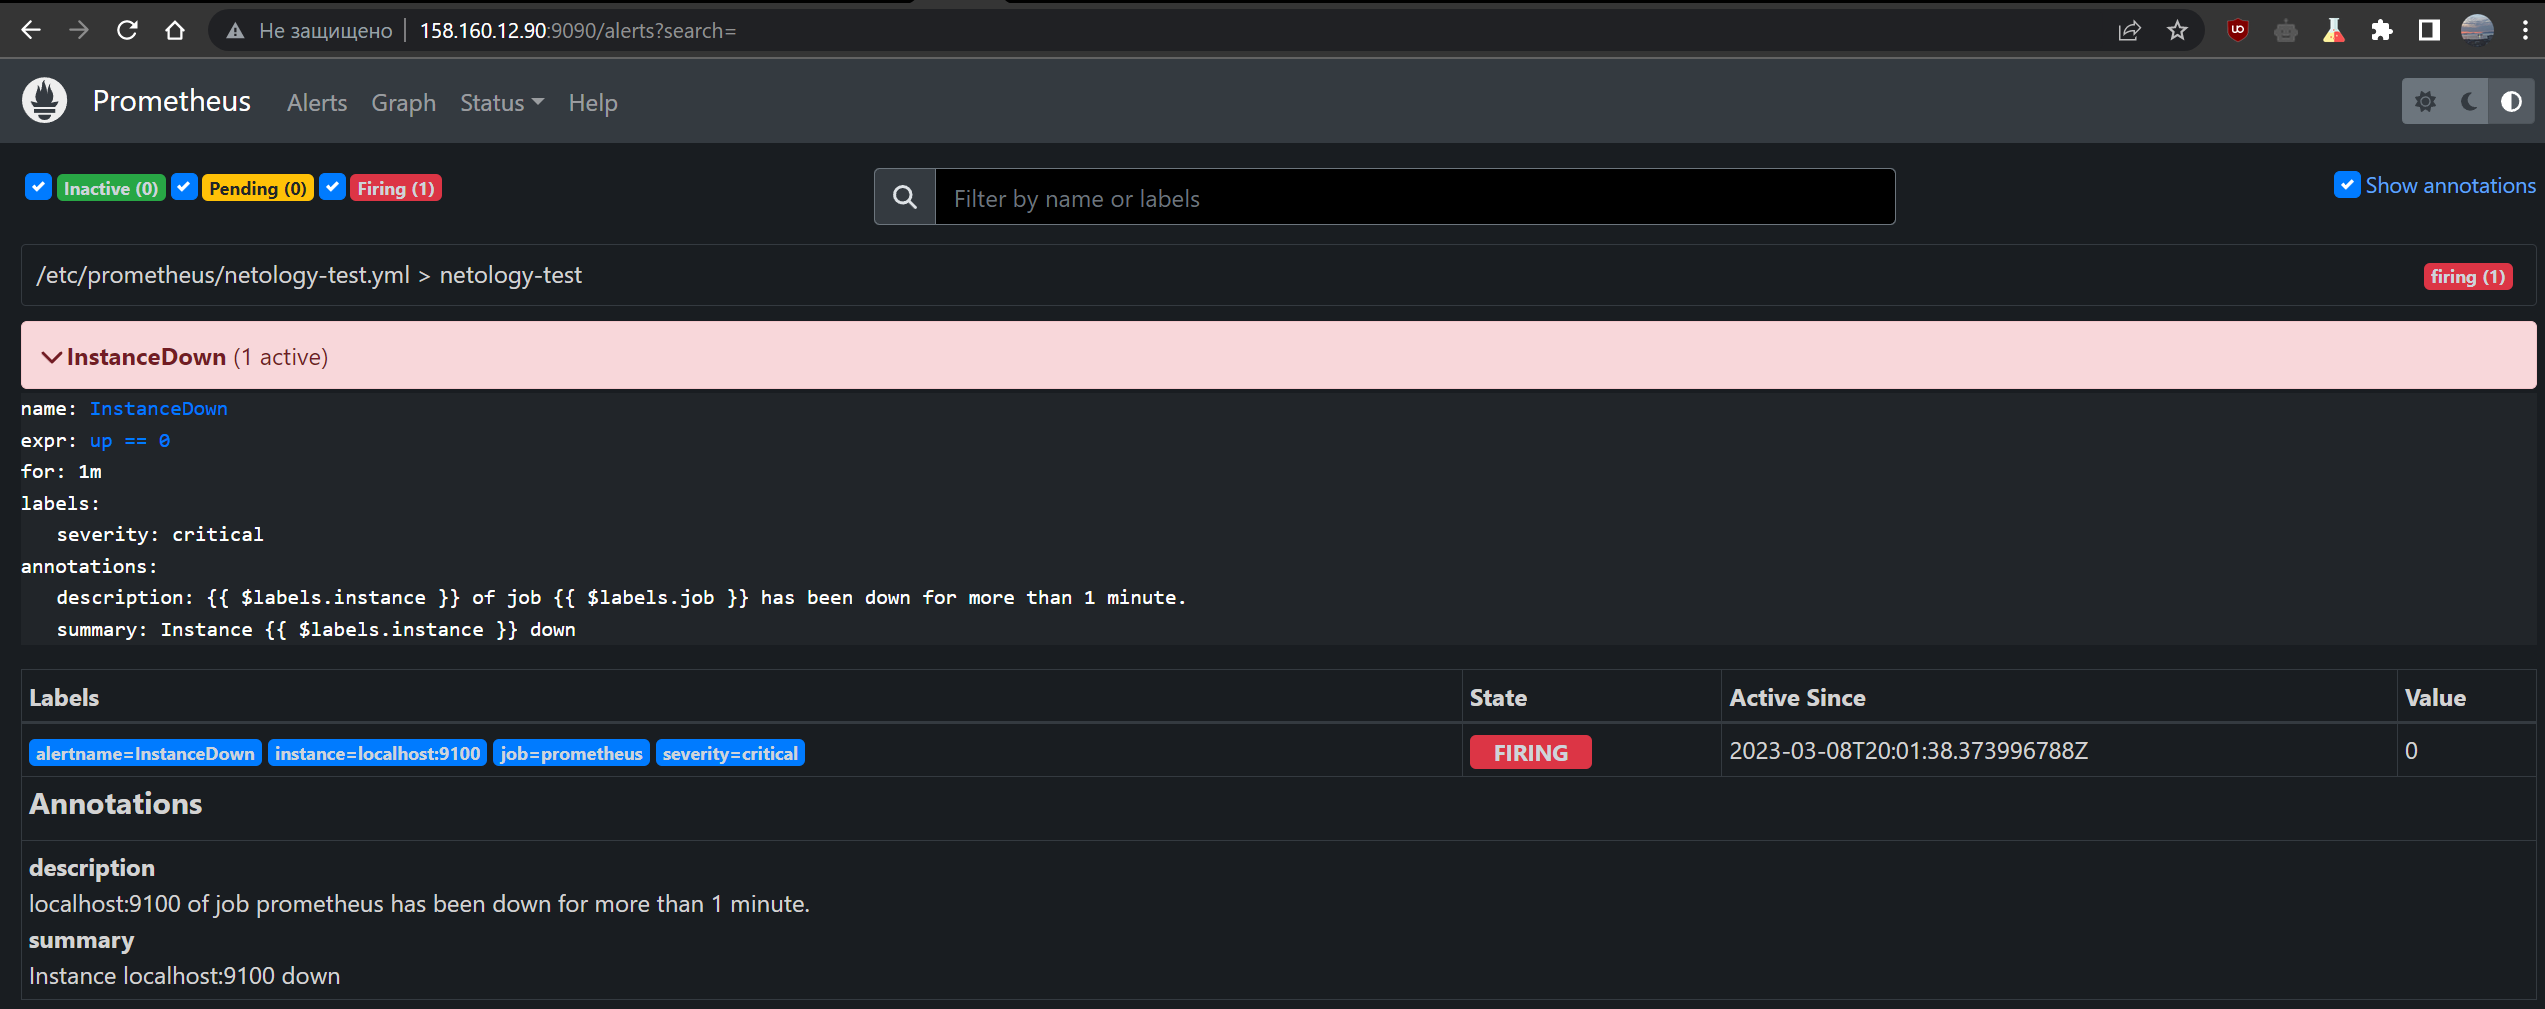 Не защищено 158.160.12.90:9090/alerts?search=
Prometheus Alerts Graph Status Help
Inactive (0) Pending (0) Firing (1) Filter by name or labels Show annotations
/etc/prometheus/netology-test.yml > netology-test firing (1)
InstanceDown (1 active)
name: InstanceDown
expr: up == 0
for: 1m
labels:
severity: critical
annotations:
description: {{ $labels.instance }} of job {{ $labels.job }} has been down for more than 1 minute.
summary: Instance {{ $labels.instance }} down
Labels State Active Since Value
alertname=InstanceDown instance=localhost:9100 job=prometheus severity=critical FIRING 2023-03-08T20:01:38.373996788Z 0
Annotations
description
localhost:9100 of job prometheus has been down for more than 1 minute.
summary
Instance localhost:9100 down